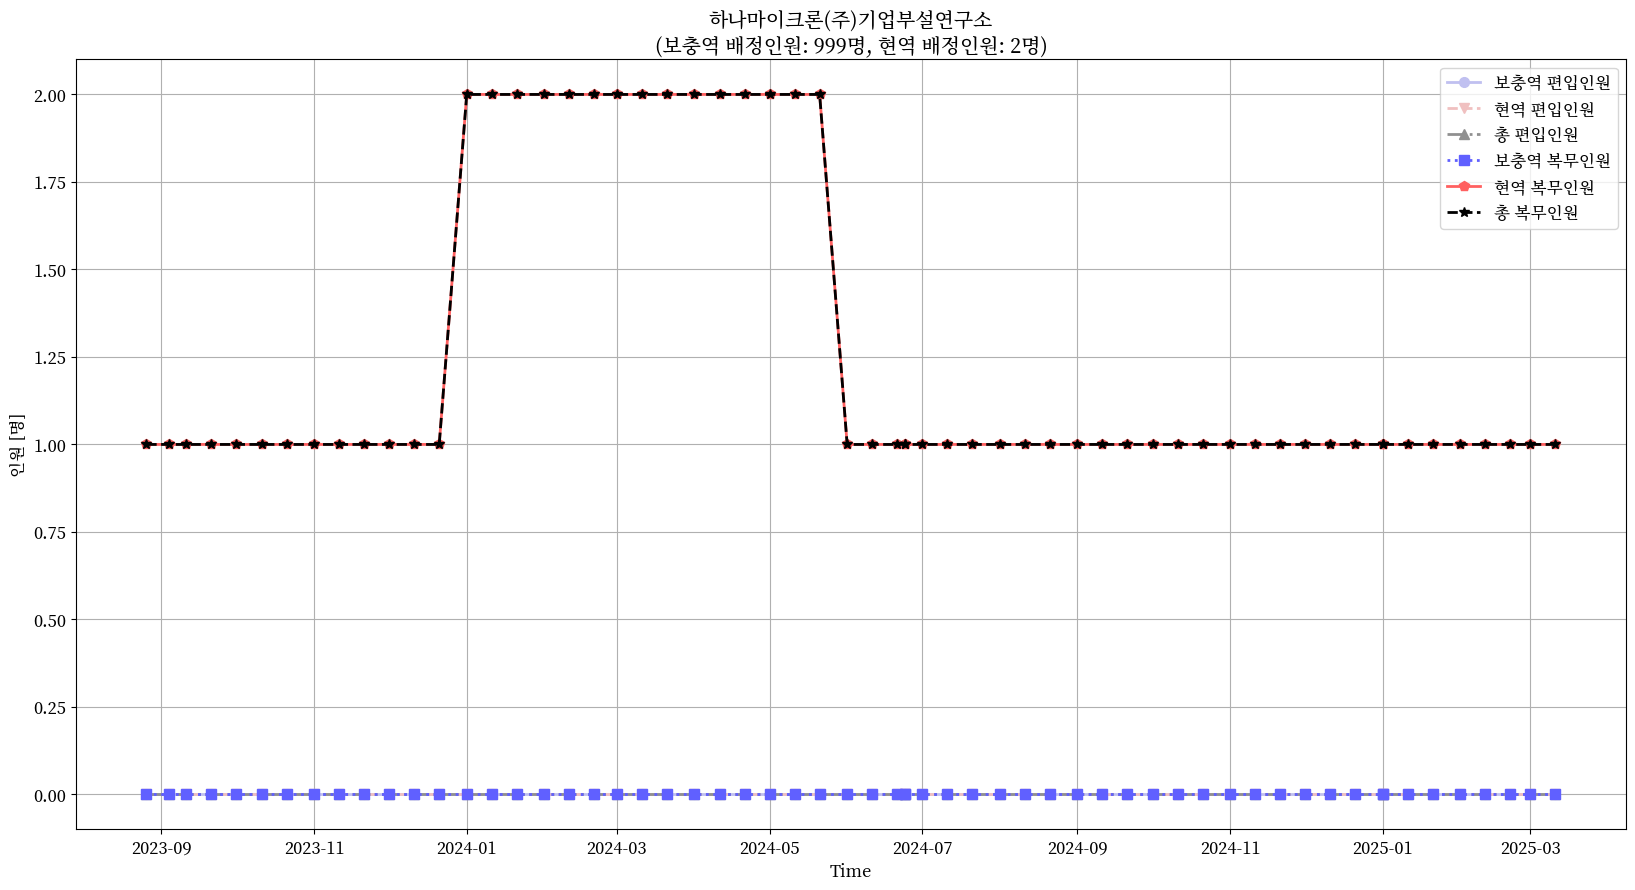 하나마이크론(주)기업부설연구소
(보충역 배정인원: 999명, 현역 배정인원: 2명)
보충역 편입인원
현역 편입인원
총 편입인원
보충역 복무인원
현역 복무인원
총 복무인원
인원 [명]
2.00
1.75
1.50
1.25
1.00
0.75
0.50
0.25
0.00
2023-09
2023-11
2024-01
2024-03
2024-05
2024-07
2024-09
2024-11
2025-01
2025-03
Time